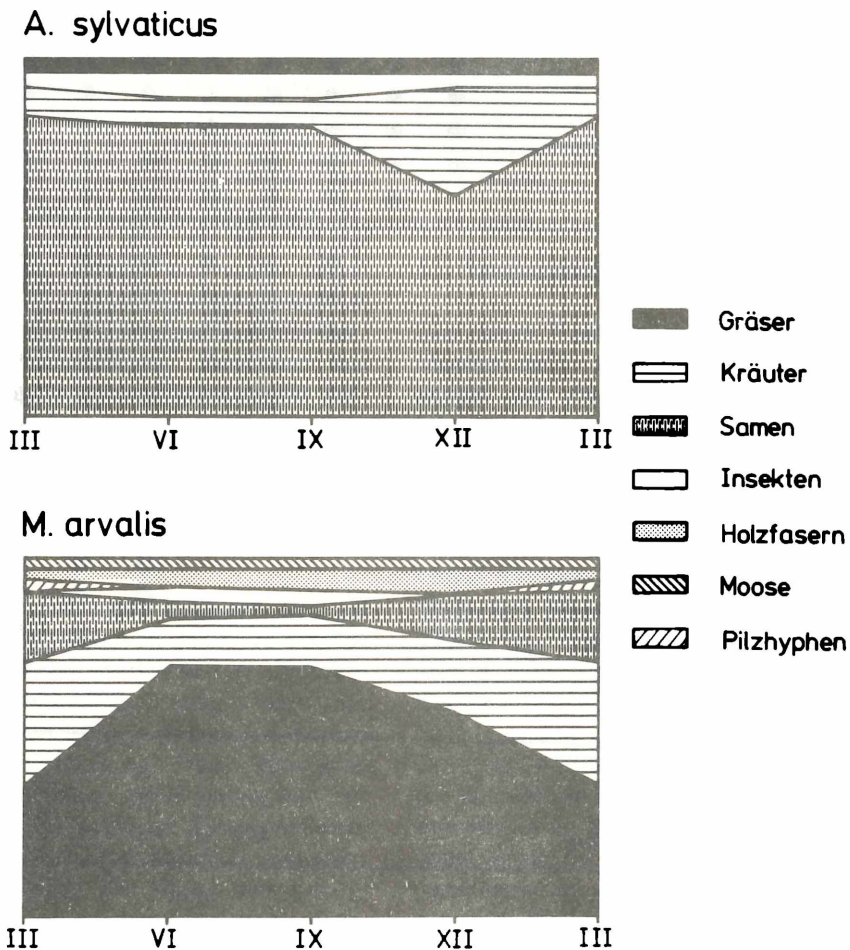 A. sylvaticus
III VI IX XII III
Gräser
Kräuter
Samen
Insekten
Holzfasern
Moose
Pilzhyphen
M. arvalis
III VI IX XII III